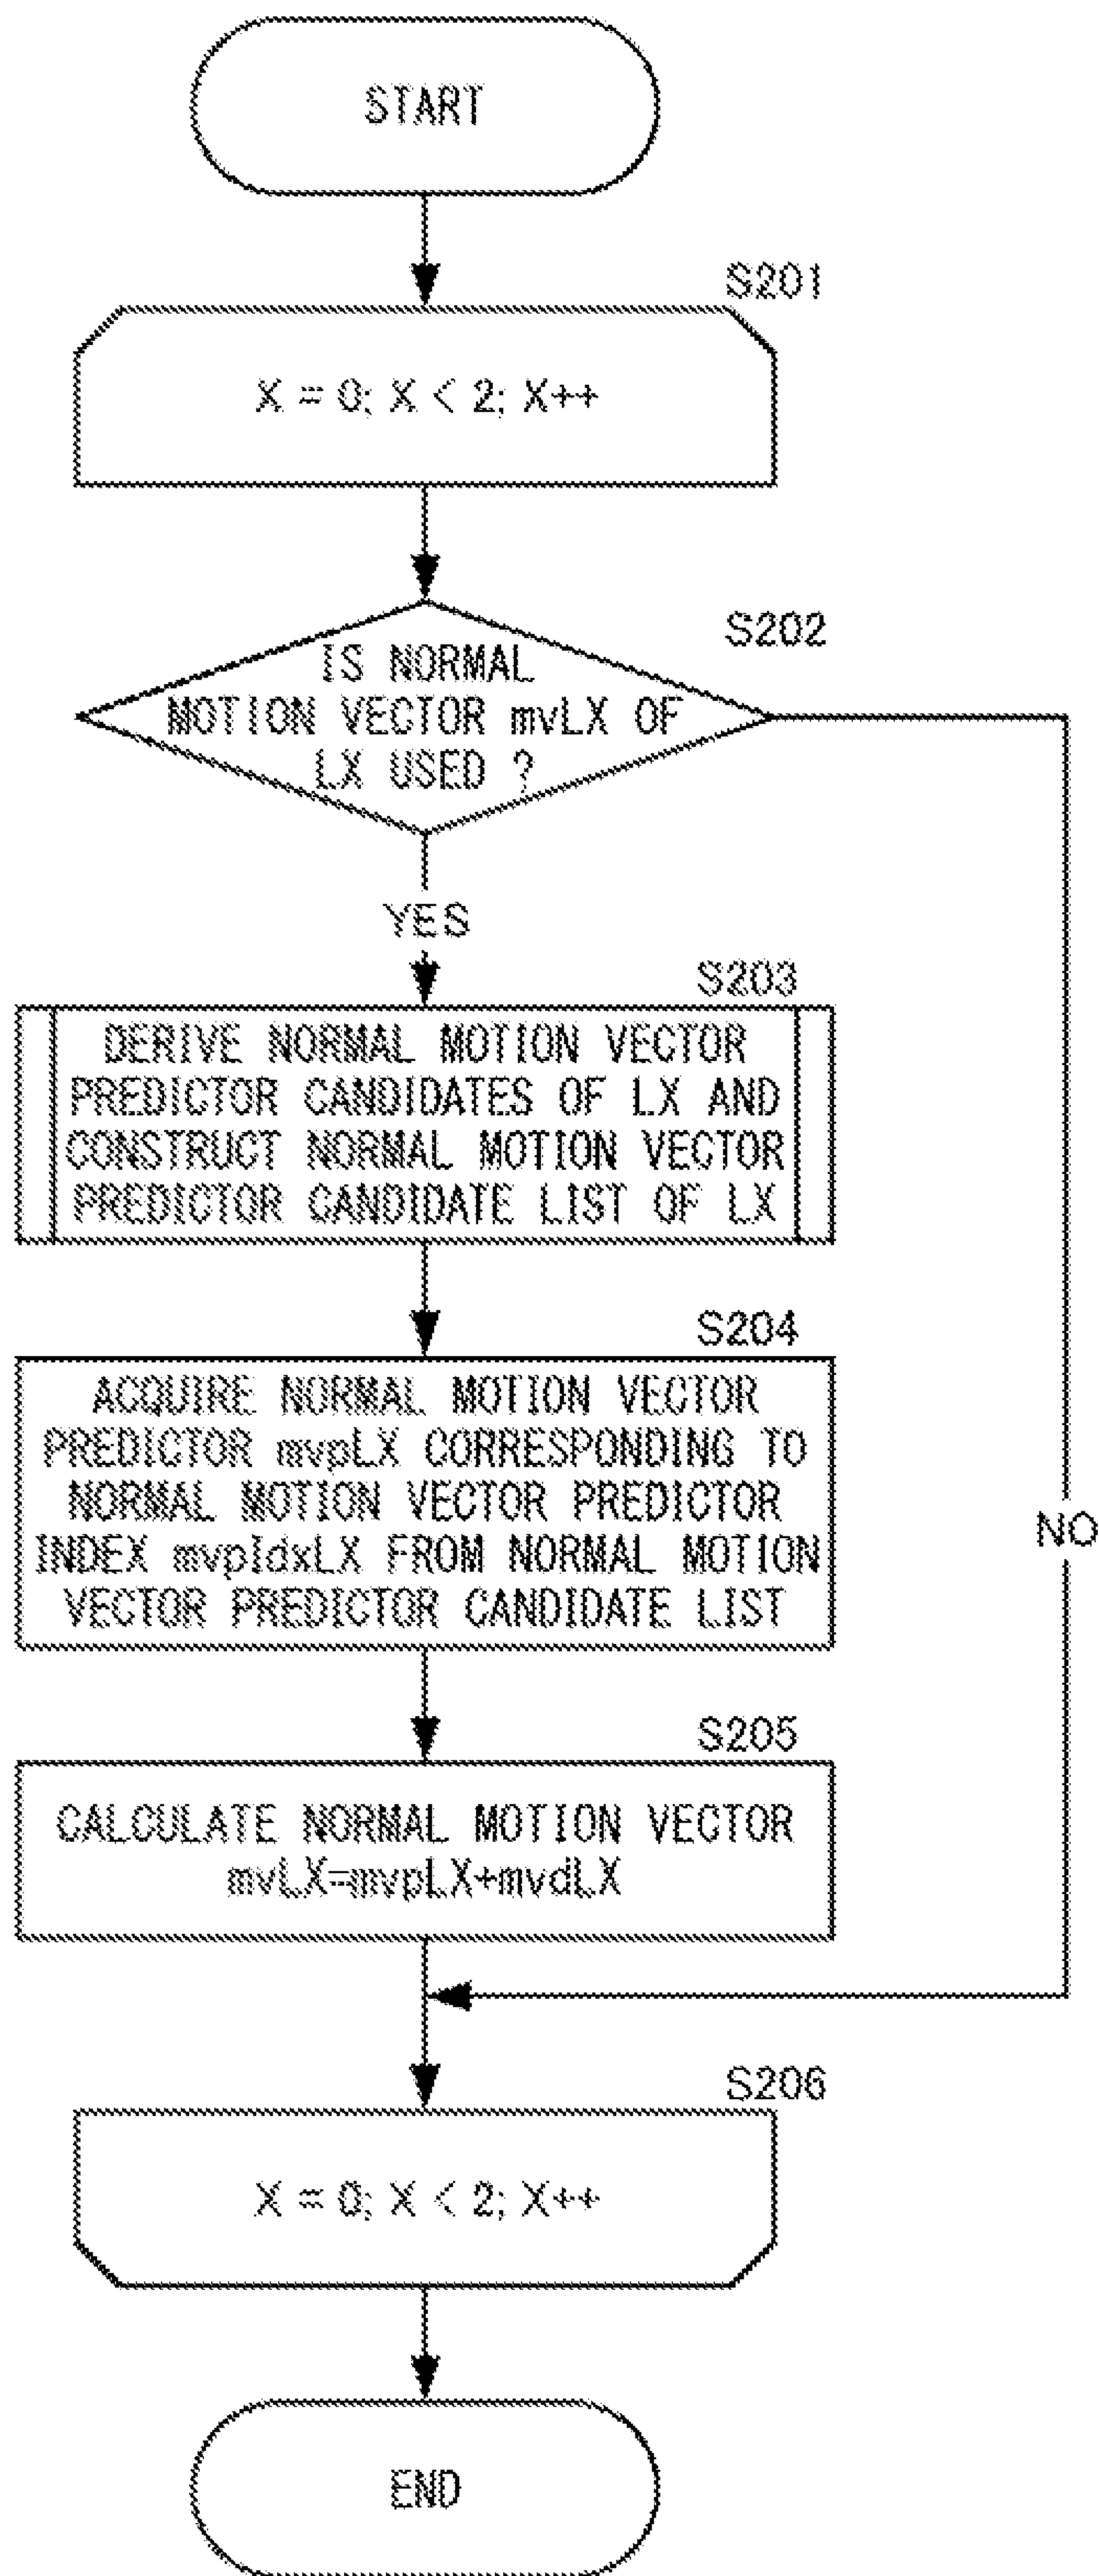 START
S201
X = 0; X < 2; X++
S202
IS NORMAL
MOTION VECTOR mvLX OF
LX USED ?
YES
S203
DERIVE NORMAL MOTION VECTOR
PREDICTOR CANDIDATES OF LX AND
CONSTRUCT NORMAL MOTION VECTOR
PREDICTOR CANDIDATE LIST OF LX
S204
ACQUIRE NORMAL MOTION VECTOR
PREDICTOR mvpLX CORRESPONDING TO
NORMAL MOTION VECTOR PREDICTOR
INDEX mvpIdxLX FROM NORMAL MOTION
VECTOR PREDICTOR CANDIDATE LIST
NO
S205
CALCULATE NORMAL MOTION VECTOR
mvLX=mvpLX+mvdLX
S206
X = 0; X < 2; X++
END